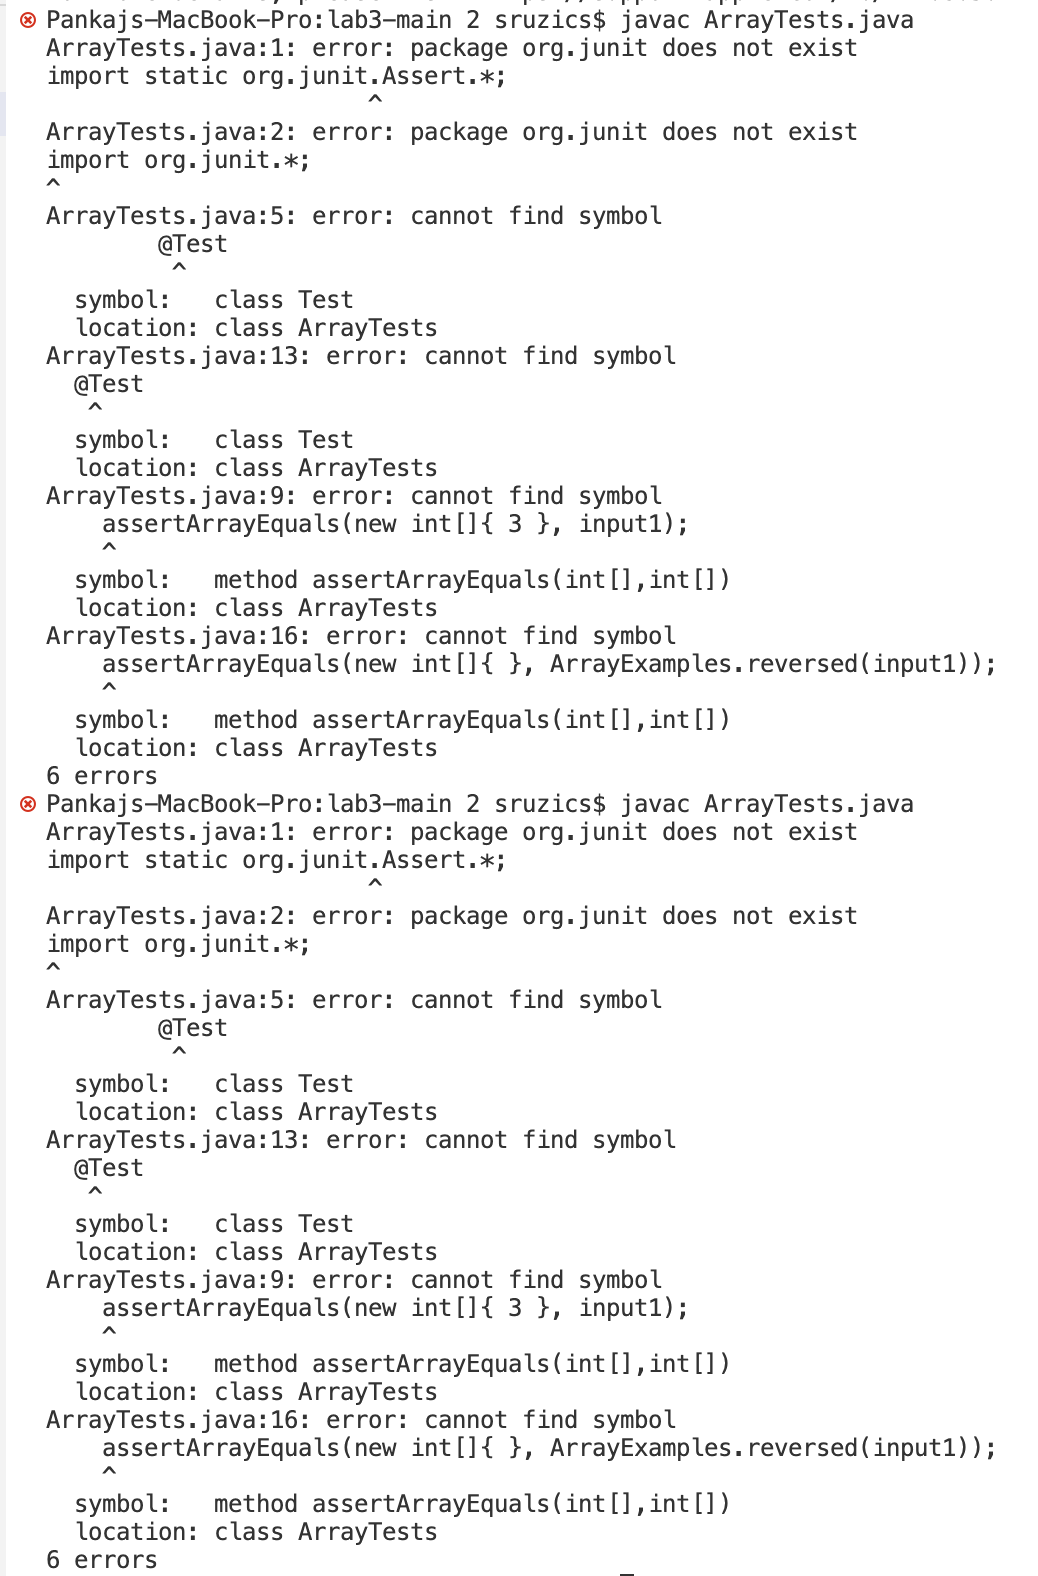 Pankajs-MacBook-Pro:lab3-main 2 sruzics$ javac ArrayTests.java
ArrayTests.java:1: error: package org.junit does not exist
import static org.junit.Assert.*;
                       ^
ArrayTests.java:2: error: package org.junit does not exist
import org.junit.*;
^
ArrayTests.java:5: error: cannot find symbol
        @Test
         ^
  symbol:   class Test
  location: class ArrayTests
ArrayTests.java:13: error: cannot find symbol
  @Test
   ^
  symbol:   class Test
  location: class ArrayTests
ArrayTests.java:9: error: cannot find symbol
    assertArrayEquals(new int[]{ 3 }, input1);
    ^
  symbol:   method assertArrayEquals(int[],int[])
  location: class ArrayTests
ArrayTests.java:16: error: cannot find symbol
    assertArrayEquals(new int[]{ }, ArrayExamples.reversed(input1));
    ^
  symbol:   method assertArrayEquals(int[],int[])
  location: class ArrayTests
6 errors
Pankajs-MacBook-Pro:lab3-main 2 sruzics$ javac ArrayTests.java
ArrayTests.java:1: error: package org.junit does not exist
import static org.junit.Assert.*;
                       ^
ArrayTests.java:2: error: package org.junit does not exist
import org.junit.*;
^
ArrayTests.java:5: error: cannot find symbol
        @Test
         ^
  symbol:   class Test
  location: class ArrayTests
ArrayTests.java:13: error: cannot find symbol
  @Test
   ^
  symbol:   class Test
  location: class ArrayTests
ArrayTests.java:9: error: cannot find symbol
    assertArrayEquals(new int[]{ 3 }, input1);
    ^
  symbol:   method assertArrayEquals(int[],int[])
  location: class ArrayTests
ArrayTests.java:16: error: cannot find symbol
    assertArrayEquals(new int[]{ }, ArrayExamples.reversed(input1));
    ^
  symbol:   method assertArrayEquals(int[],int[])
  location: class ArrayTests
6 errors